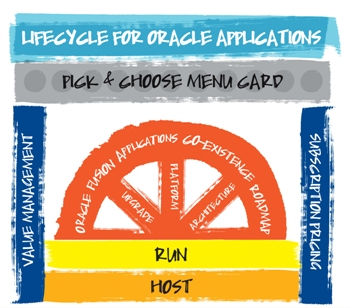 LIFECYCLE FOR ORACLE APPLICATIONS
PICK & CHOOSE MENU CARD
VALUE MANAGEMENT
ORACLE FUSION APPLICATIONS CO-EXISTENCE ROADMAP
UPGRADE
PLATFORM
ARCHITECTURE
SUBSCRIPTION PRICING
RUN
HOST